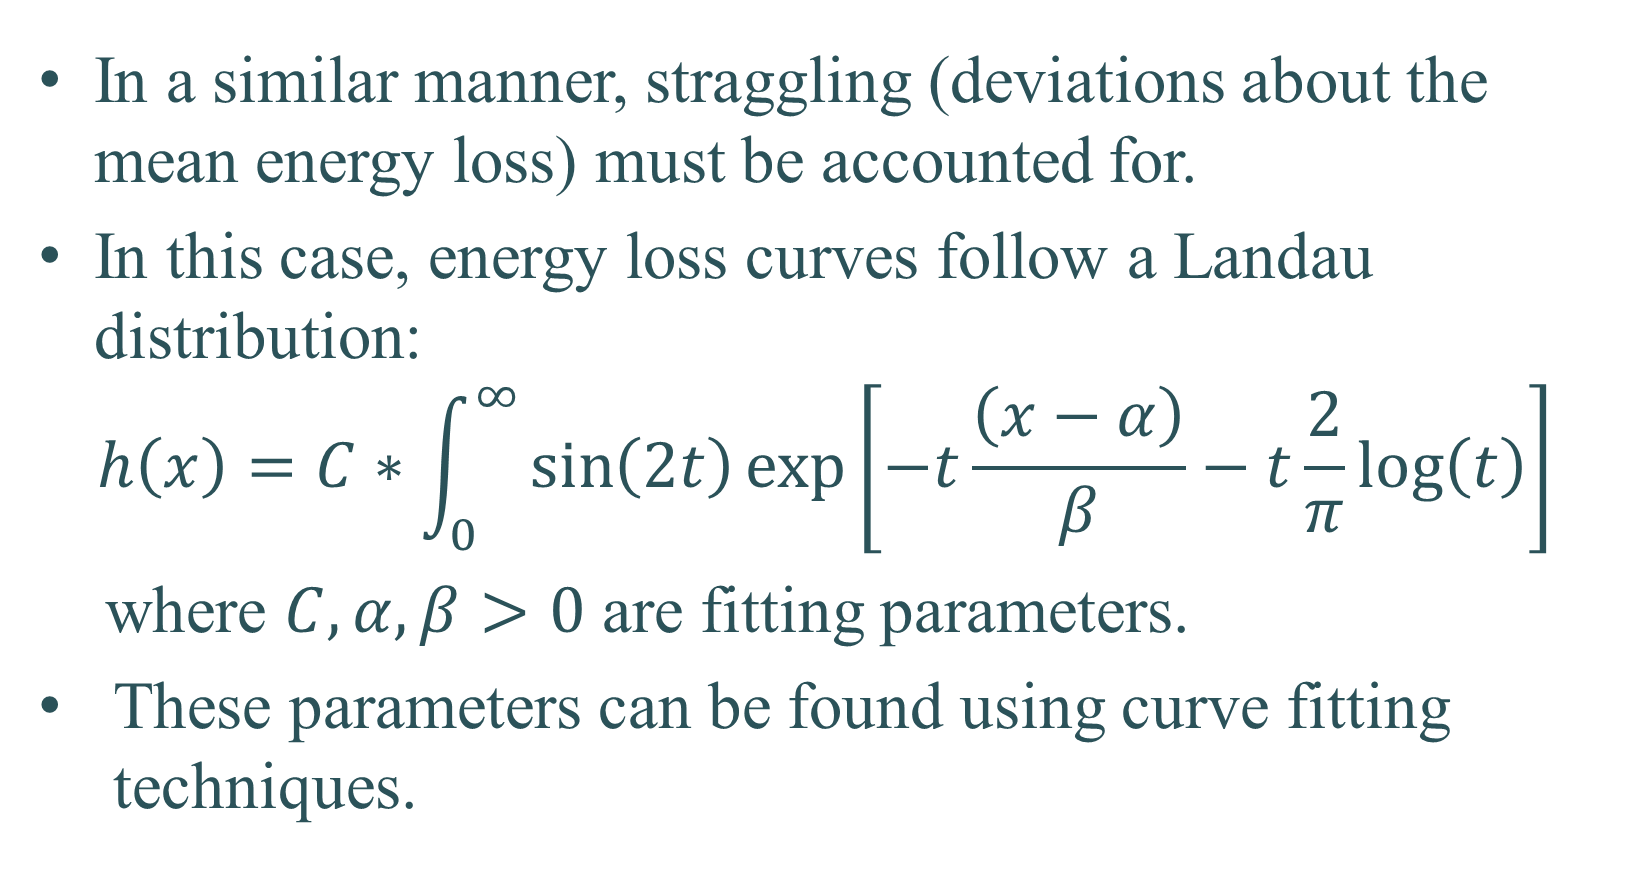 • In a similar manner, straggling (deviations about the
mean energy loss) must be accounted for.
• In this case, energy loss curves follow a Landau
distribution:
h(x) = C * ∫₀^∞ sin(2t) exp [−t (x − α)/β − t 2/π log(t)]
where C, α, β > 0 are fitting parameters.
• These parameters can be found using curve fitting
techniques.